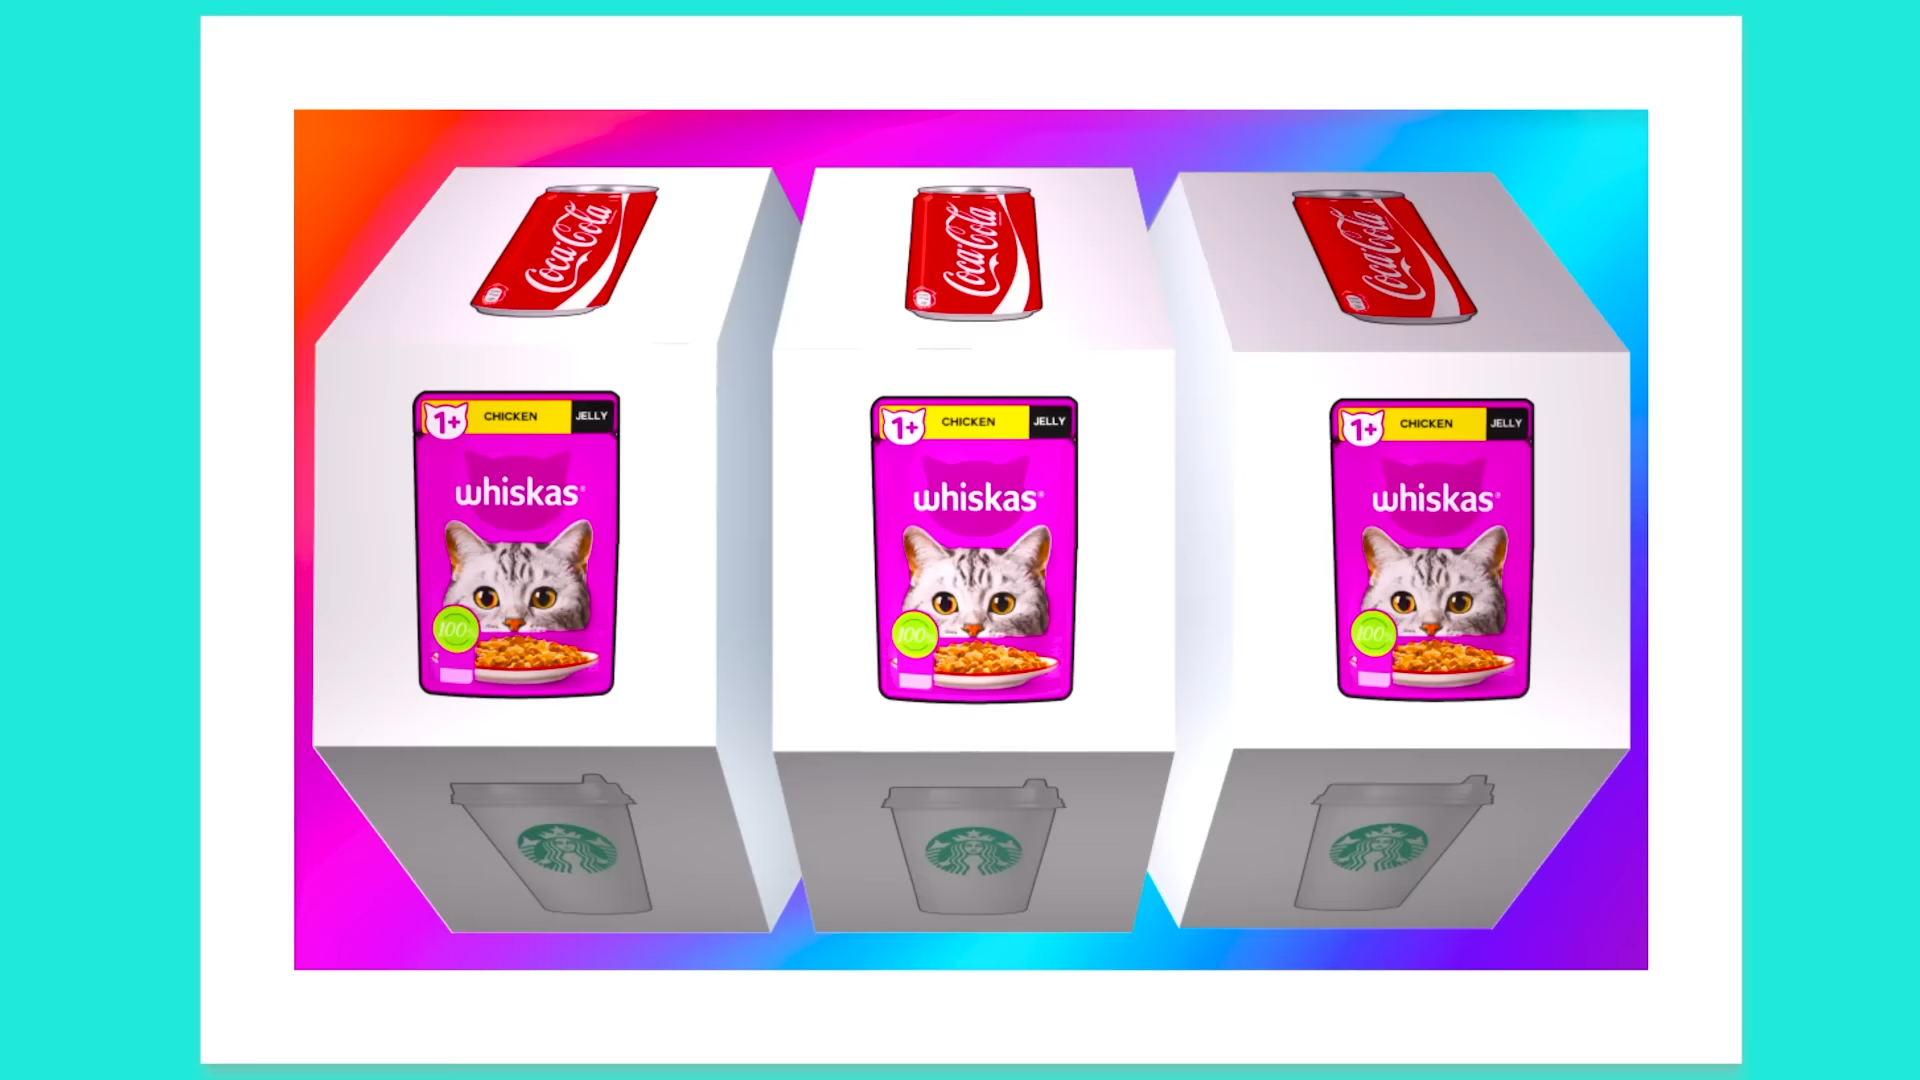 Coca-Cola
Coca-Cola
Coca-Cola
1+ CHICKEN JELLY
whiskas
100%
1+ CHICKEN JELLY
whiskas
100%
1+ CHICKEN JELLY
whiskas
100%